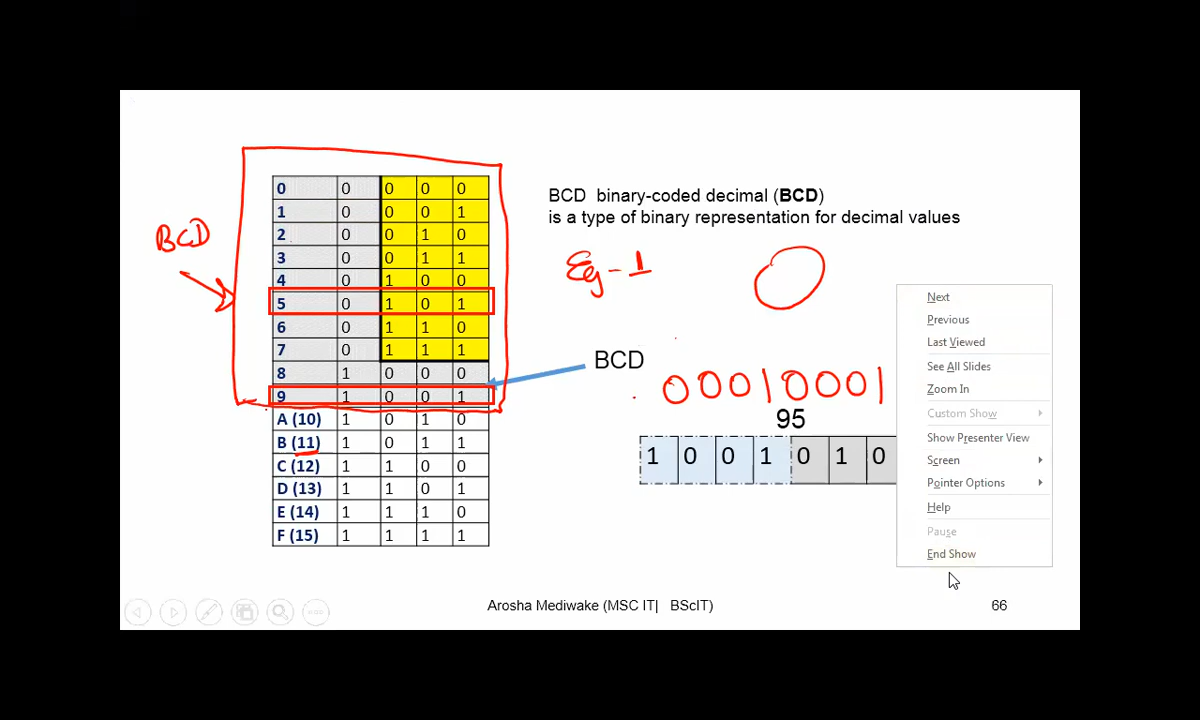 0 0 0 0 0
1 0 0 0 1
2 0 0 1 0
3 0 0 1 1
4 0 1 0 0
5 0 1 0 1
6 0 1 1 0
7 0 1 1 1
8 1 0 0 0
9 1 0 0 1
A (10) 1 0 1 0
B (11) 1 0 1 1
C (12) 1 1 0 0
D (13) 1 1 0 1
E (14) 1 1 1 0
F (15) 1 1 1 1
BCD
BCD binary-coded decimal (BCD)
is a type of binary representation for decimal values
Eg - 1
BCD
00010001
95
1 0 0 1 0 1 0
Next
Previous
Last Viewed
See All Slides
Zoom In
Custom Show
Show Presenter View
Screen
Pointer Options
Help
Pause
End Show
Arosha Mediwake (MSC IT| BScIT)
66